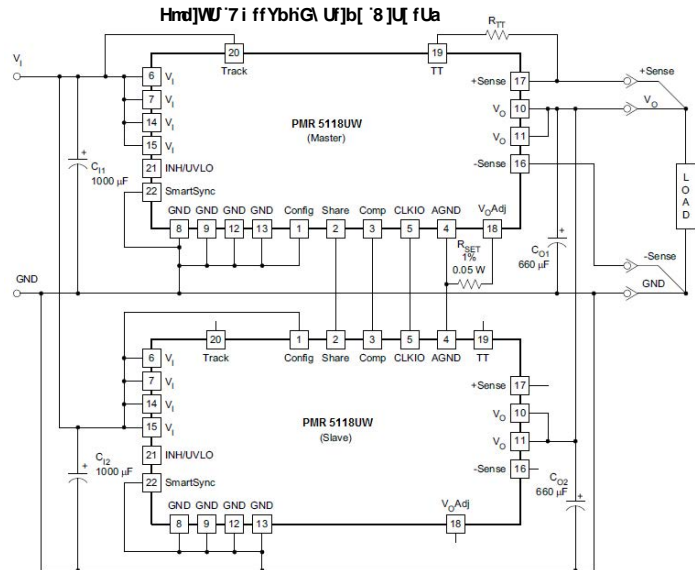 V_I
R_TT
20
Track
19
TT
6 V_I
7 V_I
14 V_I
15 V_I
21 INH/UVLO
22 SmartSync
PMR 5118UW
(Master)
+Sense 17
V_O 10
V_O 11
-Sense 16
+Sense
V_O
LOAD
C_I1
1000 µF
GND GND GND GND Config Share Comp CLKIO AGND V_OAdj
8 9 12 13 1 2 3 5 4 18
R_SET
1%
0.05 W
C_O1
660 µF
-Sense
GND
GND
20 1 2 3 5 4 19
Track Config Share Comp CLKIO AGND TT
6 V_I
7 V_I
14 V_I
15 V_I
21 INH/UVLO
22 SmartSync
PMR 5118UW
(Slave)
+Sense 17
V_O 10
V_O 11
-Sense 16
C_I2
1000 µF
GND GND GND GND V_OAdj
8 9 12 13 18
C_O2
660 µF